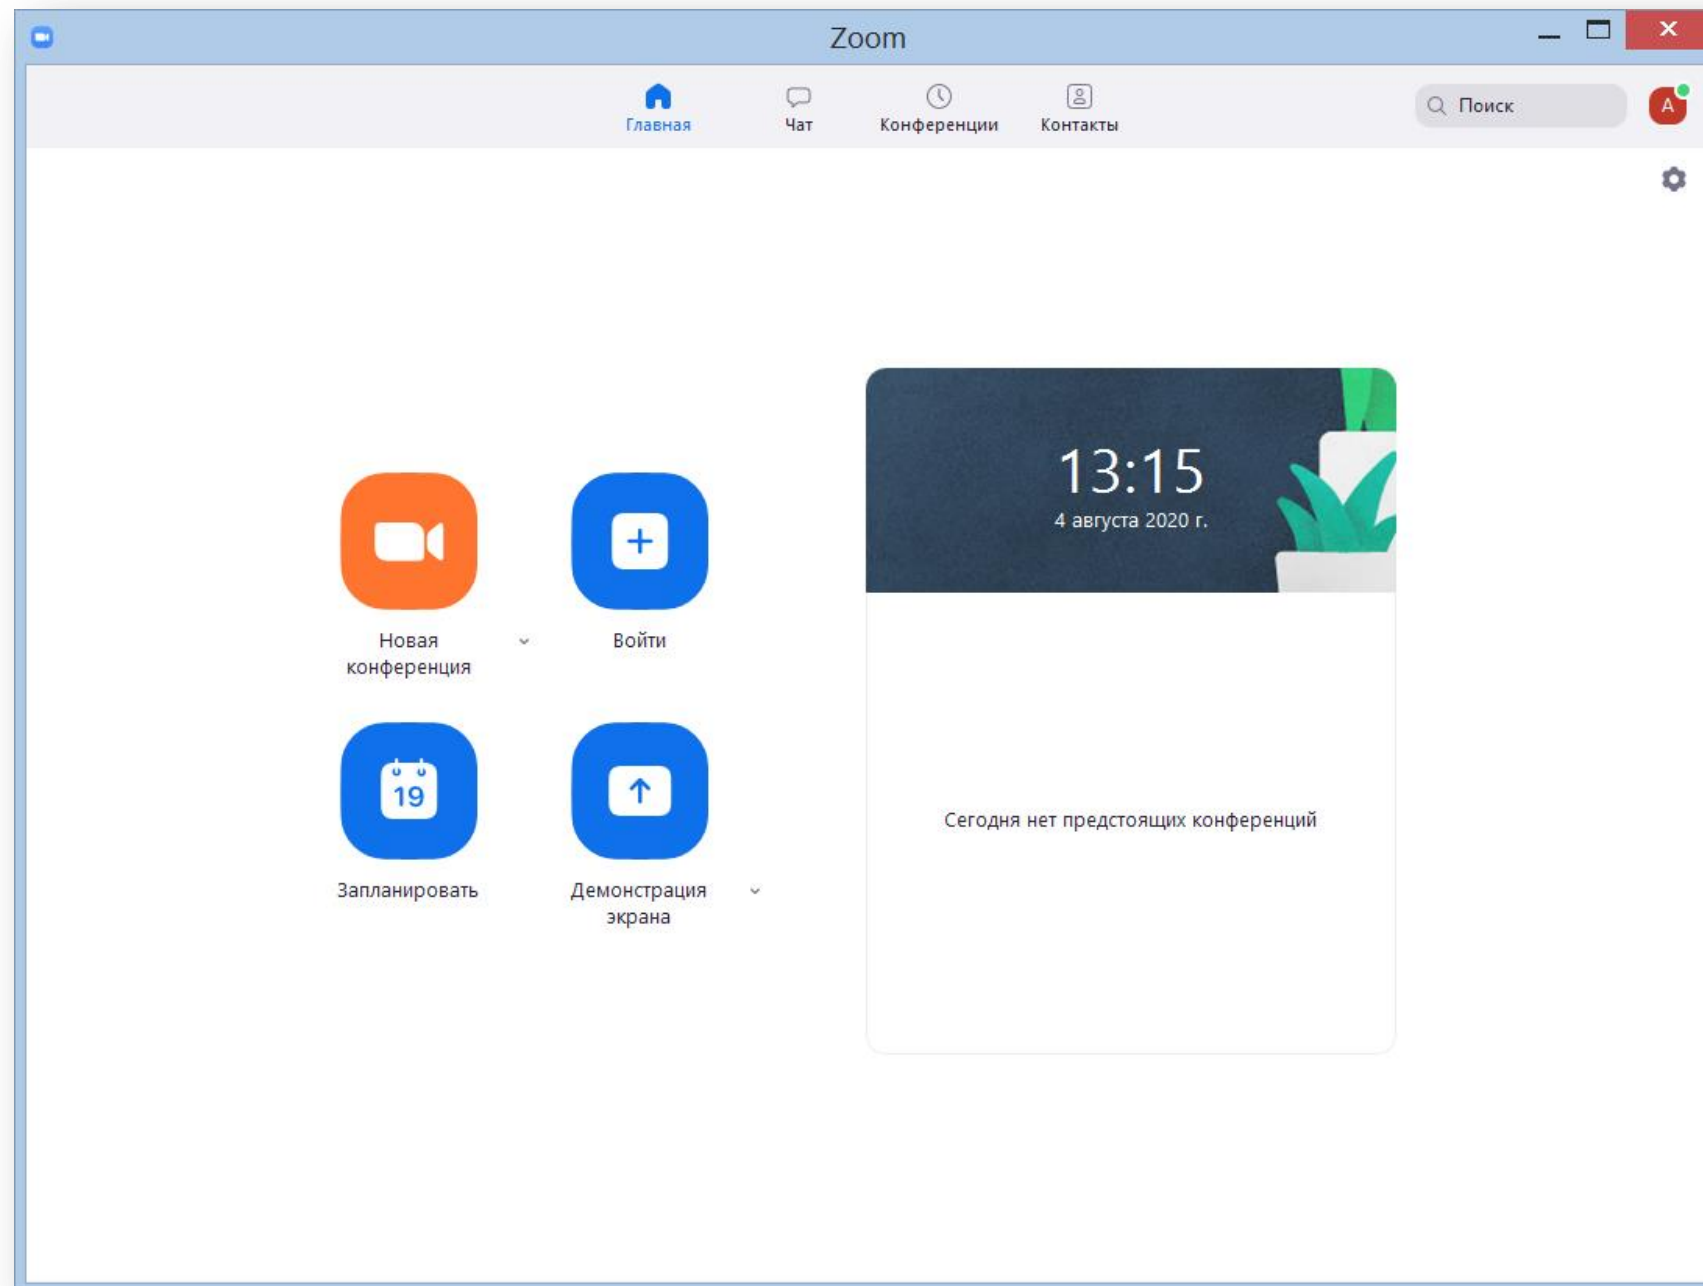 Zoom
Главная
Чат
Конференции
Контакты
Поиск
A
Новая
конференция
Войти
19
Запланировать
Демонстрация
экрана
13:15
4 августа 2020 г.
Сегодня нет предстоящих конференций